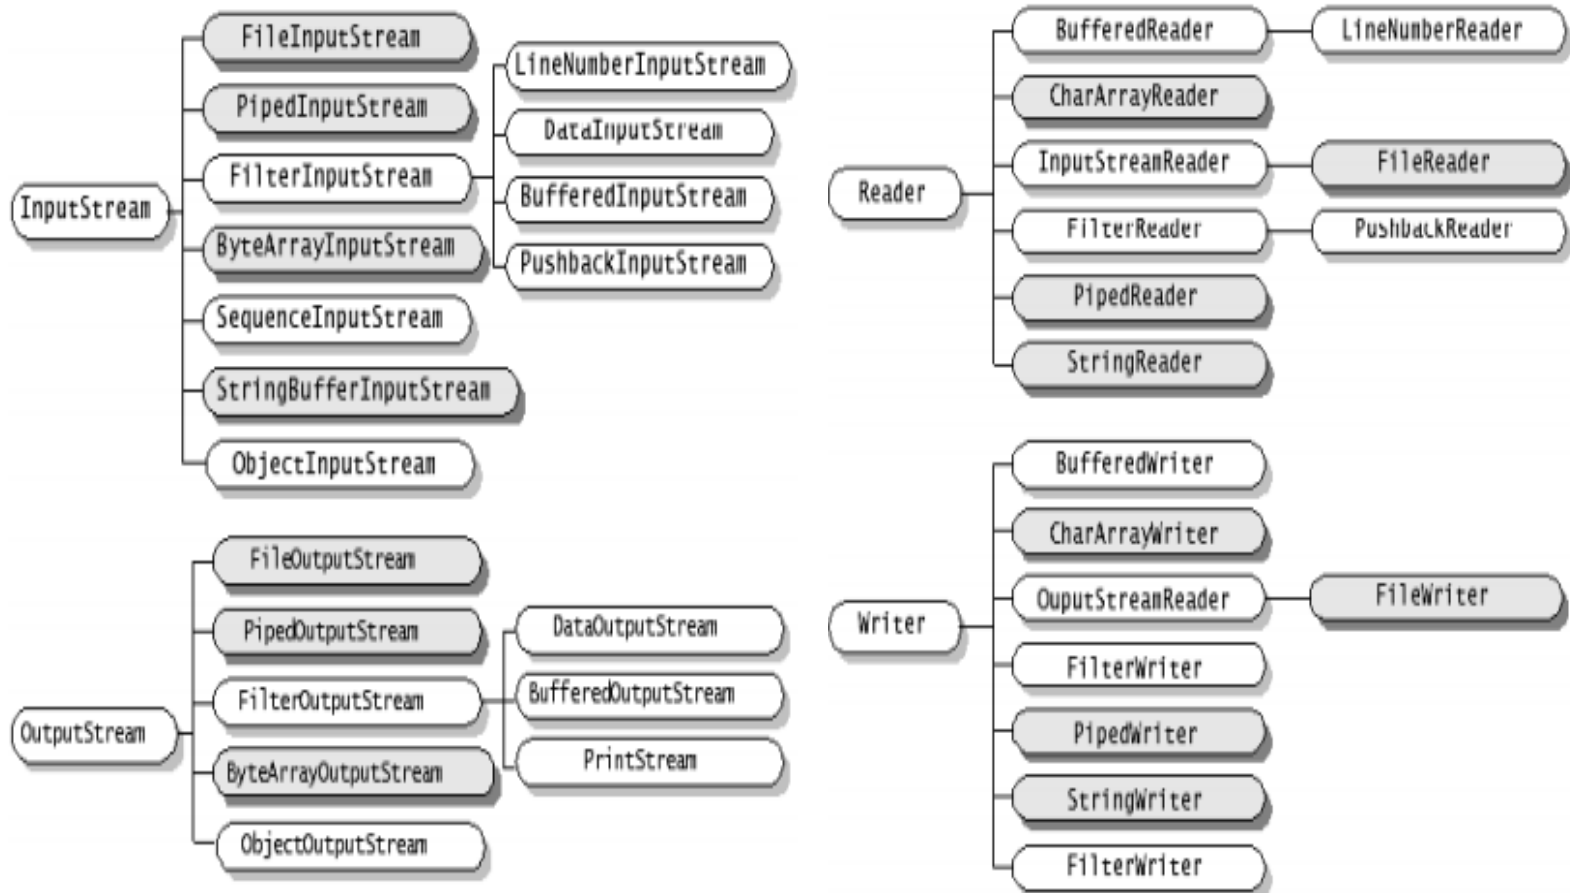 InputStream
FileInputStream
PipedInputStream
FilterInputStream
LineNumberInputStream
DataInputStream
BufferedInputStream
PushbackInputStream
ByteArrayInputStream
SequenceInputStream
StringBufferInputStream
ObjectInputStream
OutputStream
FileOutputStream
PipedOutputStream
FilterOutputStream
DataOutputStream
BufferedOutputStream
PrintStream
ByteArrayOutputStream
ObjectOutputStream
Reader
BufferedReader
LineNumberReader
CharArrayReader
InputStreamReader
FileReader
FilterReader
PushbackReader
PipedReader
StringReader
Writer
BufferedWriter
CharArrayWriter
OuputStreamReader
FileWriter
FilterWriter
PipedWriter
StringWriter
FilterWriter